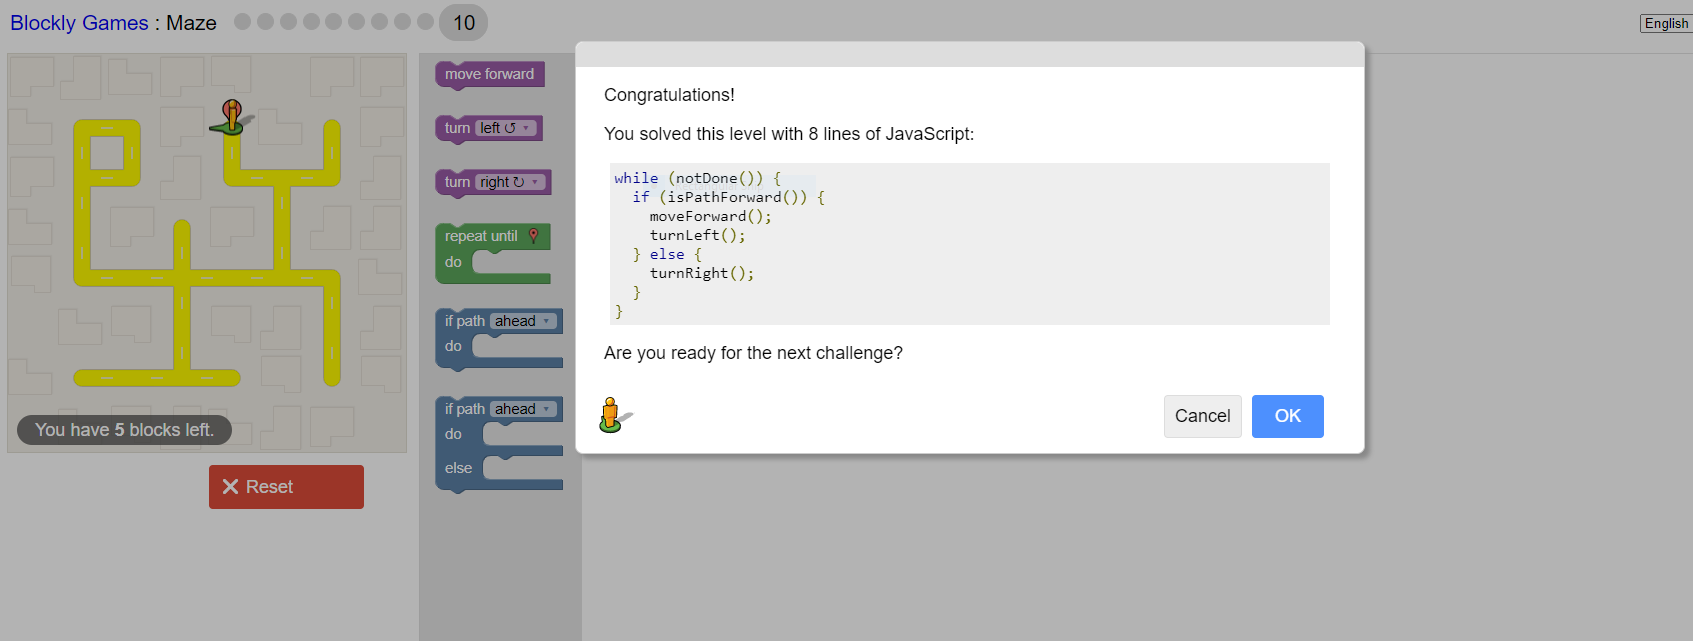 Blockly Games : Maze 10
English
move forward
turn left ↺ ▾
turn right ↻ ▾
repeat until
do
if path ahead ▾
do
if path ahead ▾
do
else
You have 5 blocks left.
Reset
Congratulations!
You solved this level with 8 lines of JavaScript:
while (notDone()) {
  if (isPathForward()) {
    moveForward();
    turnLeft();
  } else {
    turnRight();
  }
}
Are you ready for the next challenge?
Cancel OK